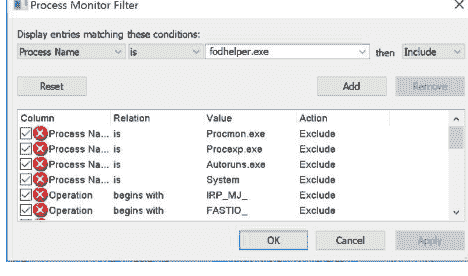 Process Monitor Filter
Display entries matching these conditions:
Process Name is fodhelper.exe then Include
Reset Add Remove
Column Relation Value Action
Process Na... is Procmon.exe Exclude
Process Na... is Procexp.exe Exclude
Process Na... is Autoruns.exe Exclude
Process Na... is System Exclude
Operation begins with IRP_MJ_ Exclude
Operation begins with FASTIO_ Exclude
OK Cancel Apply